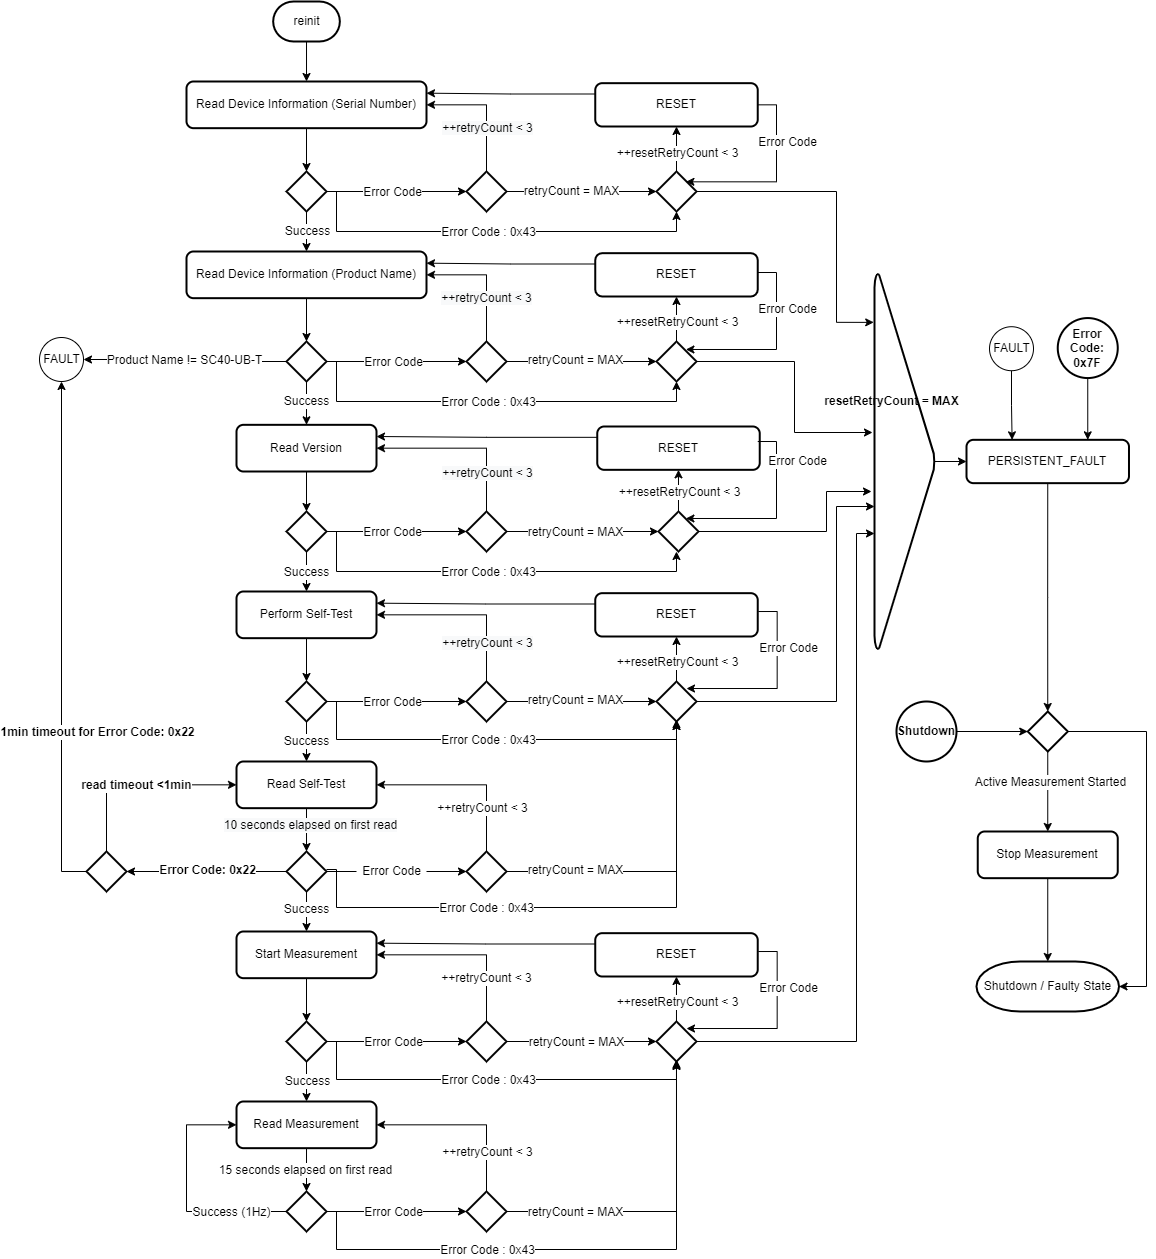 reinit
Read Device Information (Serial Number)
RESET
++retryCount < 3
Error Code
++resetRetryCount < 3
Error Code
retryCount = MAX
Success
Error Code : 0x43
Read Device Information (Product Name)
RESET
++retryCount < 3
Error Code
++resetRetryCount < 3
FAULT
Product Name != SC40-UB-T
Error Code
retryCount = MAX
Success
Error Code : 0x43
FAULT
Error
Code:
0x7F
resetRetryCount = MAX
Read Version
RESET
Error Code
PERSISTENT_FAULT
++retryCount < 3
++resetRetryCount < 3
Error Code
retryCount = MAX
Success
Error Code : 0x43
Perform Self-Test
RESET
++retryCount < 3
Error Code
++resetRetryCount < 3
Error Code
retryCount = MAX
Success
Error Code : 0x43
1min timeout for Error Code: 0x22
Shutdown
Read Self-Test
read timeout <1min
++retryCount < 3
10 seconds elapsed on first read
Active Measurement Started
Error Code: 0x22
Error Code
retryCount = MAX
Stop Measurement
Success
Error Code : 0x43
Start Measurement
RESET
++retryCount < 3
Error Code
++resetRetryCount < 3
Shutdown / Faulty State
Error Code
retryCount = MAX
Success
Error Code : 0x43
Read Measurement
++retryCount < 3
15 seconds elapsed on first read
Success (1Hz)
Error Code
retryCount = MAX
Error Code : 0x43